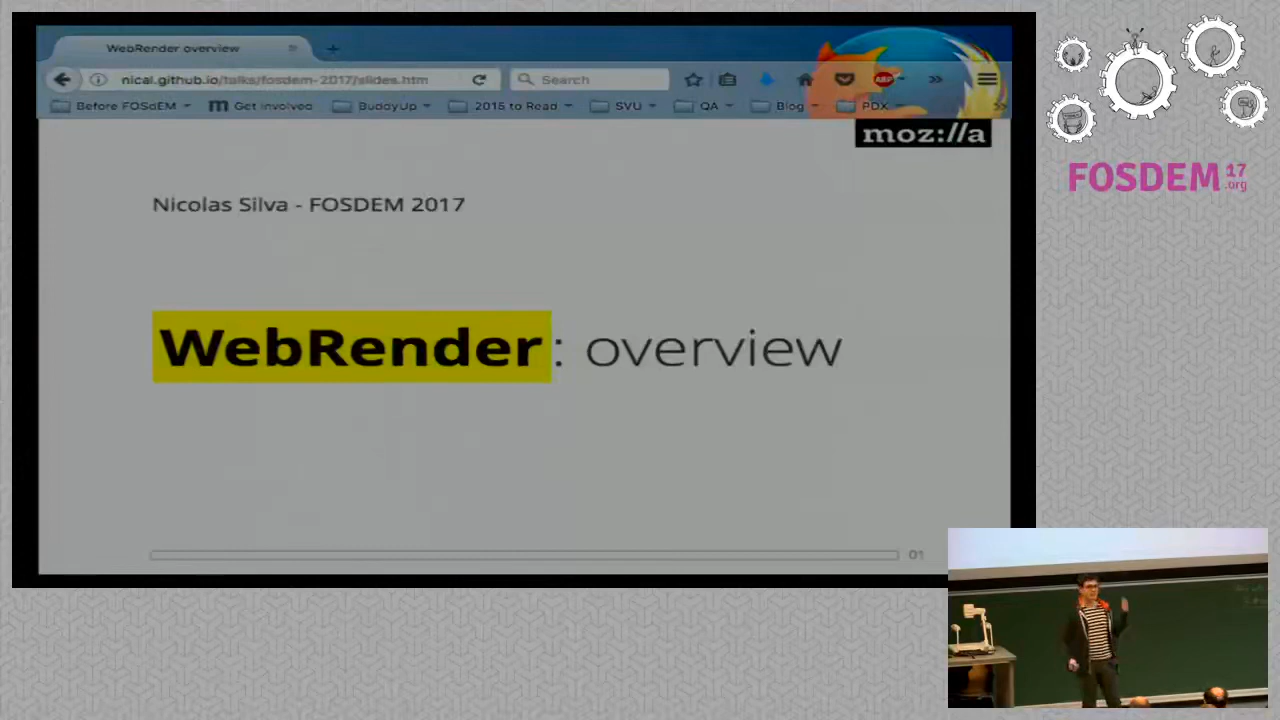 WebRender overview
nical.github.io/talks/fosdem-2017/slides.htm
Search
ABP
Before FOSdEM
m Get Involved
BuddyUp
2015 to Read
SVU
QA
Blog
PDX
moz://a
Nicolas Silva - FOSDEM 2017
WebRender: overview
01
FOSDEM 17
.org